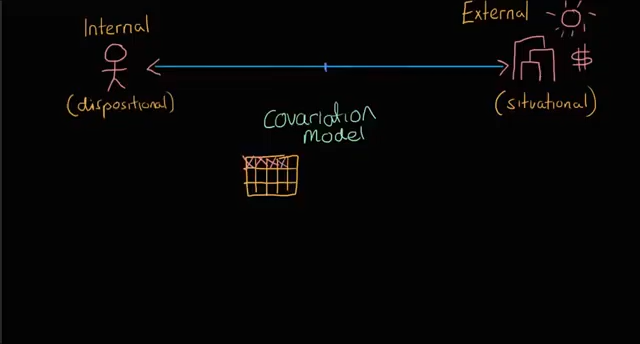 Internal
External
$
(dispositional)
(situational)
Covariation
Model